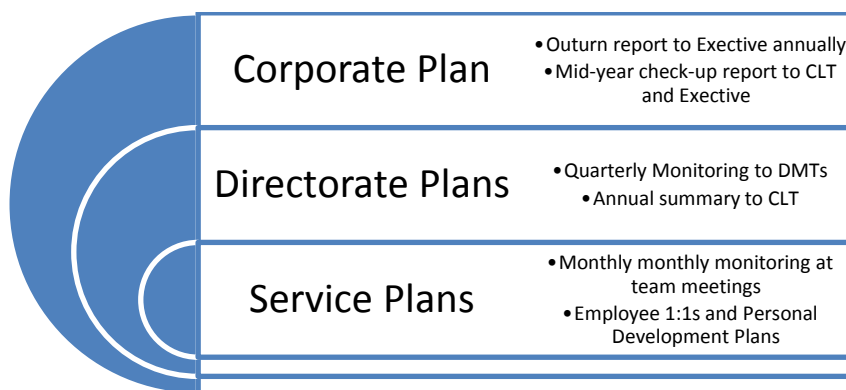 Corporate Plan
•Outurn report to Exective annually
•Mid-year check-up report to CLT
and Exective
Directorate Plans
•Quarterly Monitoring to DMTs
•Annual summary to CLT
Service Plans
•Monthly monthly monitoring at
team meetings
•Employee 1:1s and Personal
Development Plans